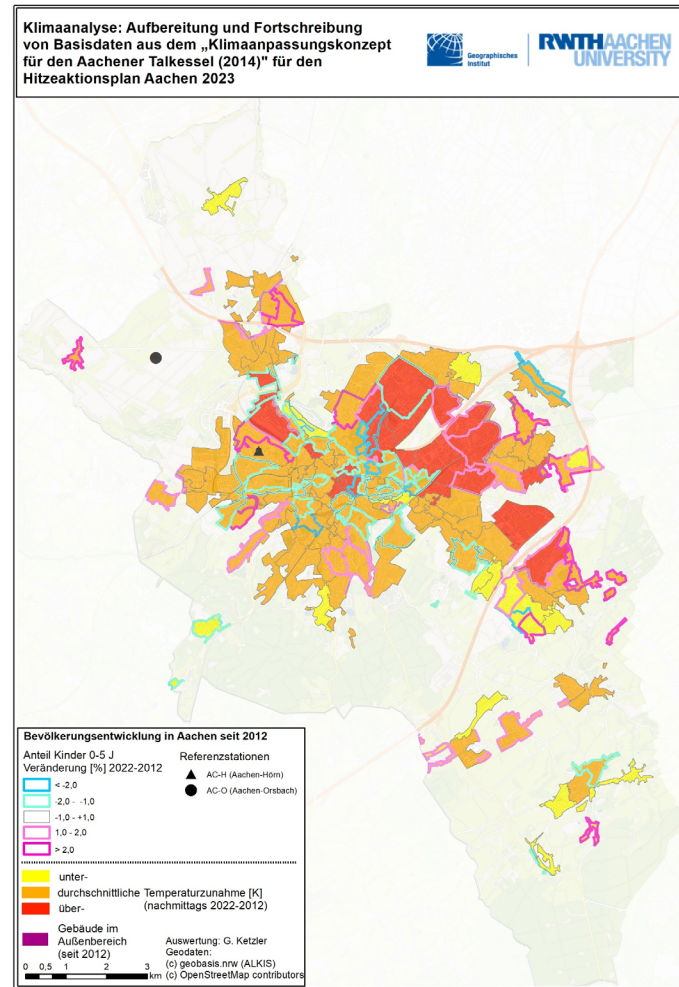 Klimaanalyse: Aufbereitung und Fortschreibung
von Basisdaten aus dem „Klimaanpassungskonzept
für den Aachener Talkessel (2014)" für den
Hitzeaktionsplan Aachen 2023
Geographisches
Institut
RWTH AACHEN
UNIVERSITY
Bevölkerungsentwicklung in Aachen seit 2012
Anteil Kinder 0-5 J
Veränderung [%] 2022-2012
< -2,0
-2,0 - -1,0
-1,0 - +1,0
1,0 - 2,0
> 2,0
Referenzstationen
AC-H (Aachen-Hörn)
AC-O (Aachen-Orsbach)
unter-
durchschnittliche Temperaturzunahme [K]
über- (nachmittags 2022-2012)
Gebäude im
Außenbereich
(seit 2012)
0 0,5 1 2 3 km
Auswertung: G. Ketzler
Geodaten:
(c) geobasis.nrw (ALKIS)
(c) OpenStreetMap contributors